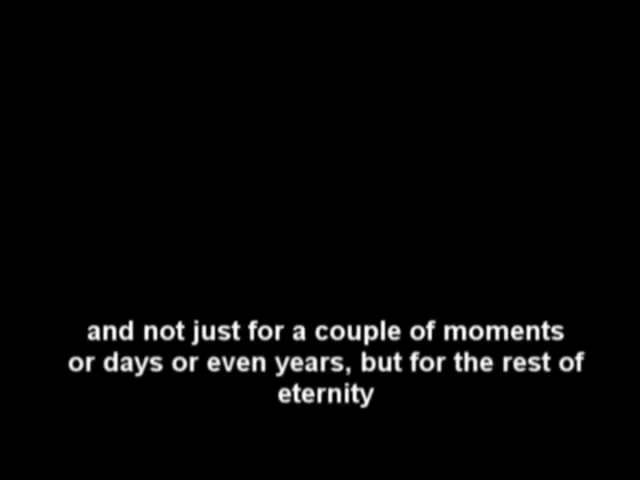 and not just for a couple of moments
or days or even years, but for the rest of
eternity